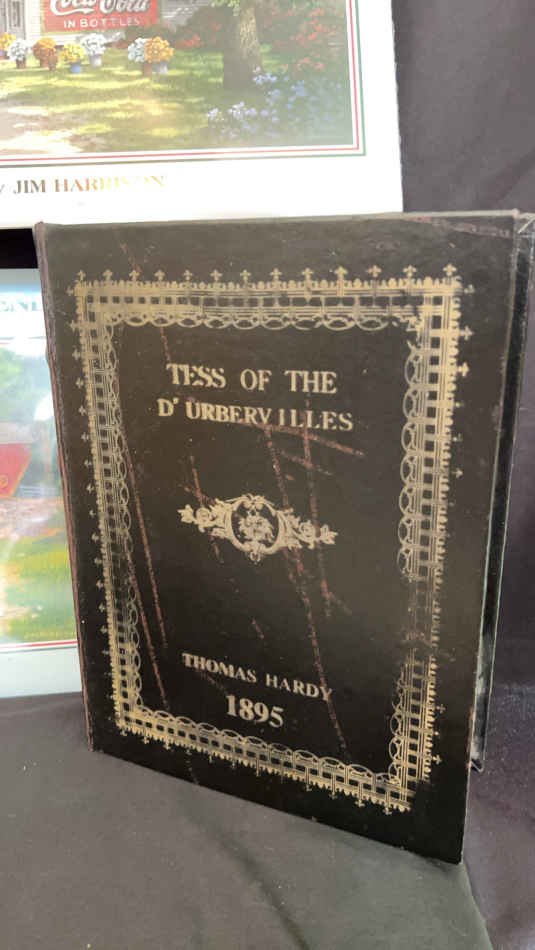 Coca-Cola
IN BOTTLES
JIM HARRISON
TESS OF THE
D' URBERVILLES
THOMAS HARDY
1895